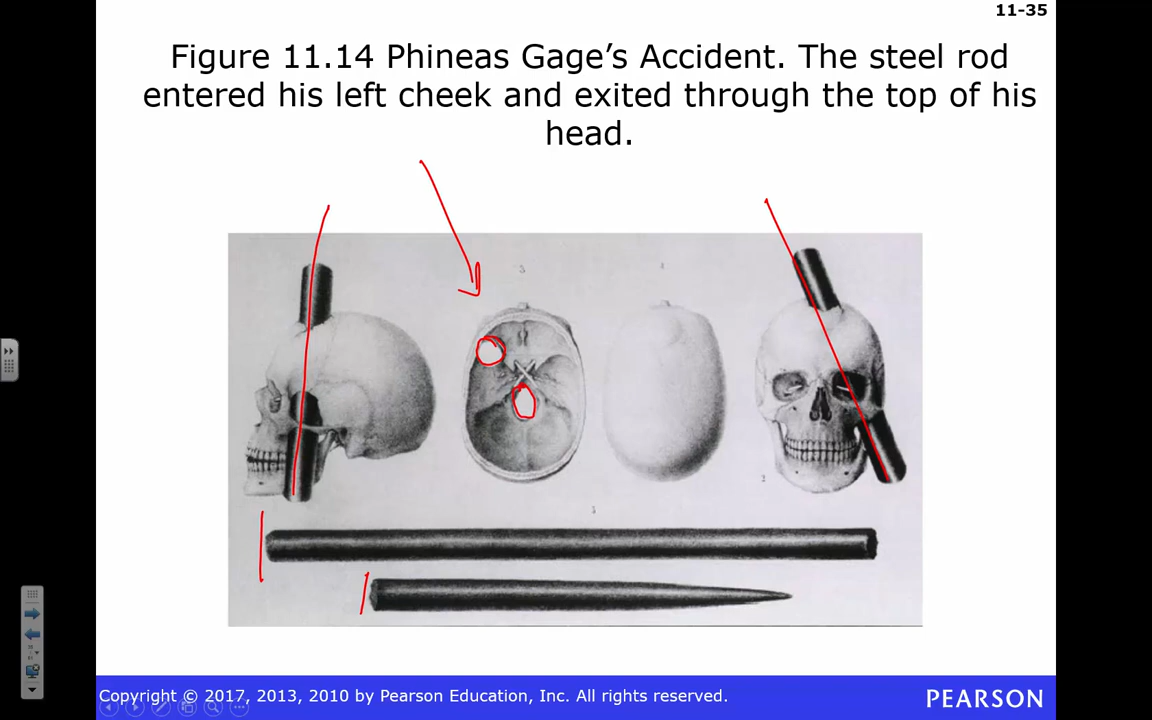 11-35
Figure 11.14 Phineas Gage’s Accident. The steel rod
entered his left cheek and exited through the top of his
head.
Copyright © 2017, 2013, 2010 by Pearson Education, Inc. All rights reserved.
PEARSON